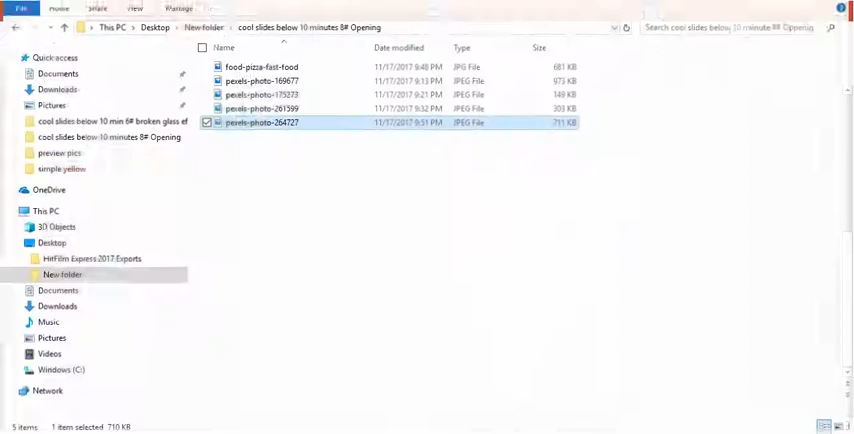 File Home Share View Manage
This PC > Desktop > New folder > cool slides below 10 minutes 8# Opening
Search cool slides below 10 minutes 8# Opening
Name Date modified Type Size
Quick access
Documents
Downloads
Pictures
cool slides below 10 min 6# broken glass ef
cool slides below 10 minutes 8# Opening
preview pics
simple yellow
OneDrive
This PC
3D Objects
Desktop
HitFilm Express 2017 Exports
New folder
Documents
Downloads
Music
Pictures
Videos
Windows (C:)
Network
food-pizza-fast-food 11/17/2017 9:48 PM JPG File 681 KB
pexels-photo-169677 11/17/2017 9:13 PM JPEG File 973 KB
pexels-photo-175273 11/17/2017 9:21 PM JPEG File 149 KB
pexels-photo-261599 11/17/2017 9:32 PM JPEG File 303 KB
pexels-photo-264727 11/17/2017 9:51 PM JPEG File 711 KB
5 items 1 item selected 710 KB